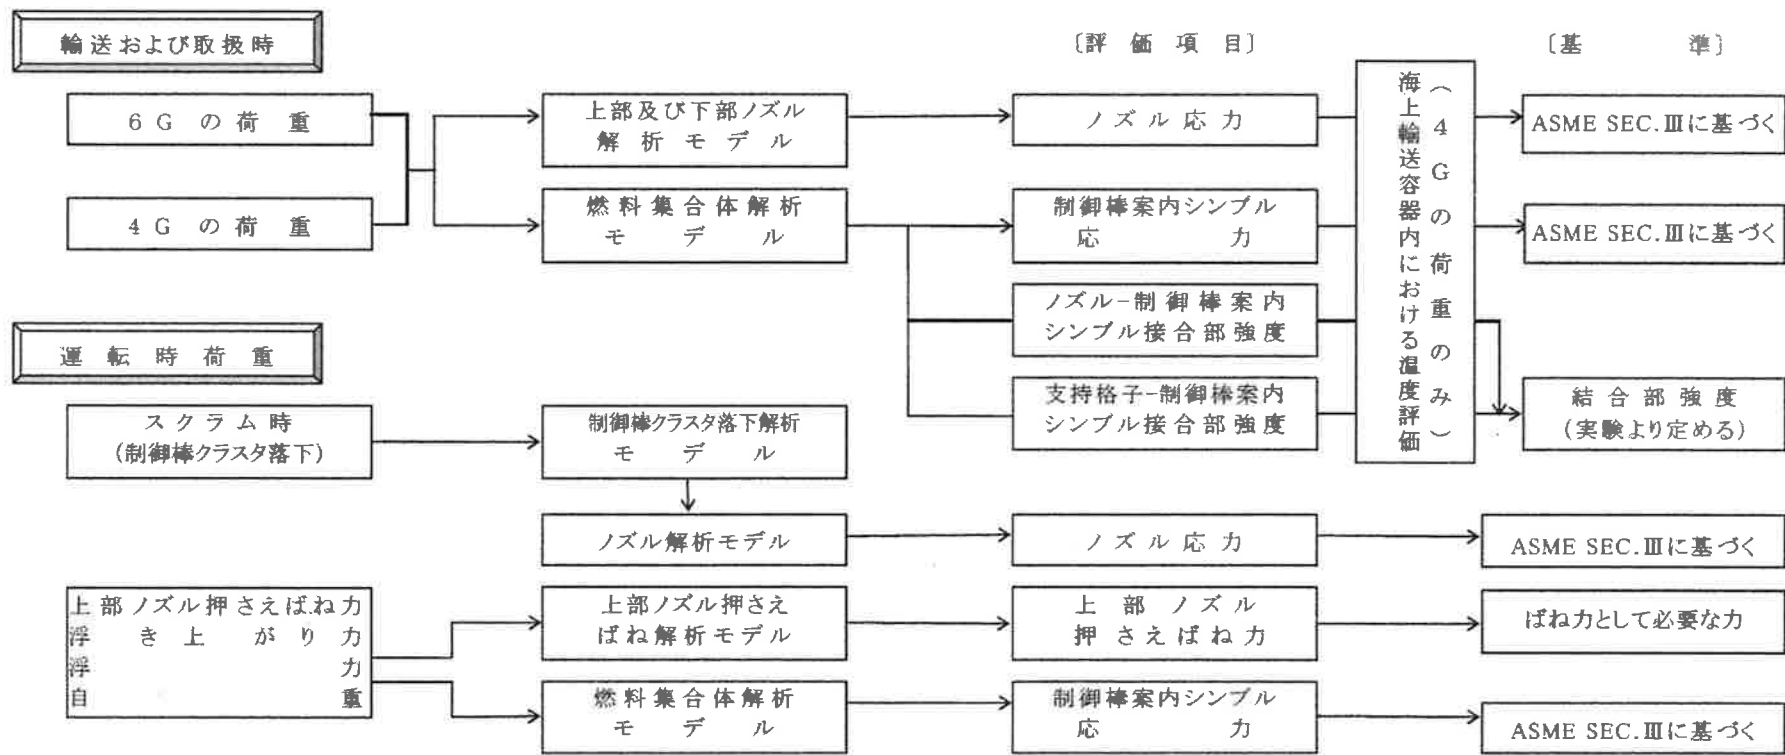 輸送および取扱時
〔評価項目〕
〔基準〕
6Gの荷重
上部及び下部ノズル
解析モデル
ノズル応力
ASME SEC.Ⅲに基づく
4Gの荷重
燃料集合体解析
モデル
制御棒案内シンブル
応力
ASME SEC.Ⅲに基づく
ノズル-制御棒案内
シンブル接合部強度
支持格子-制御棒案内
シンブル接合部強度
(4Gの荷重のみ)
海上輸送容器内における温度評価
結合部強度
(実験より定める)
運転時荷重
スクラム時
(制御棒クラスタ落下)
制御棒クラスタ落下解析
モデル
ノズル解析モデル
ノズル応力
ASME SEC.Ⅲに基づく
上部ノズル押さえばね力
浮き上がり力
浮力
自重
上部ノズル押さえ
ばね解析モデル
上部ノズル
押さえばね力
ばね力として必要な力
燃料集合体解析
モデル
制御棒案内シンブル
応力
ASME SEC.Ⅲに基づく